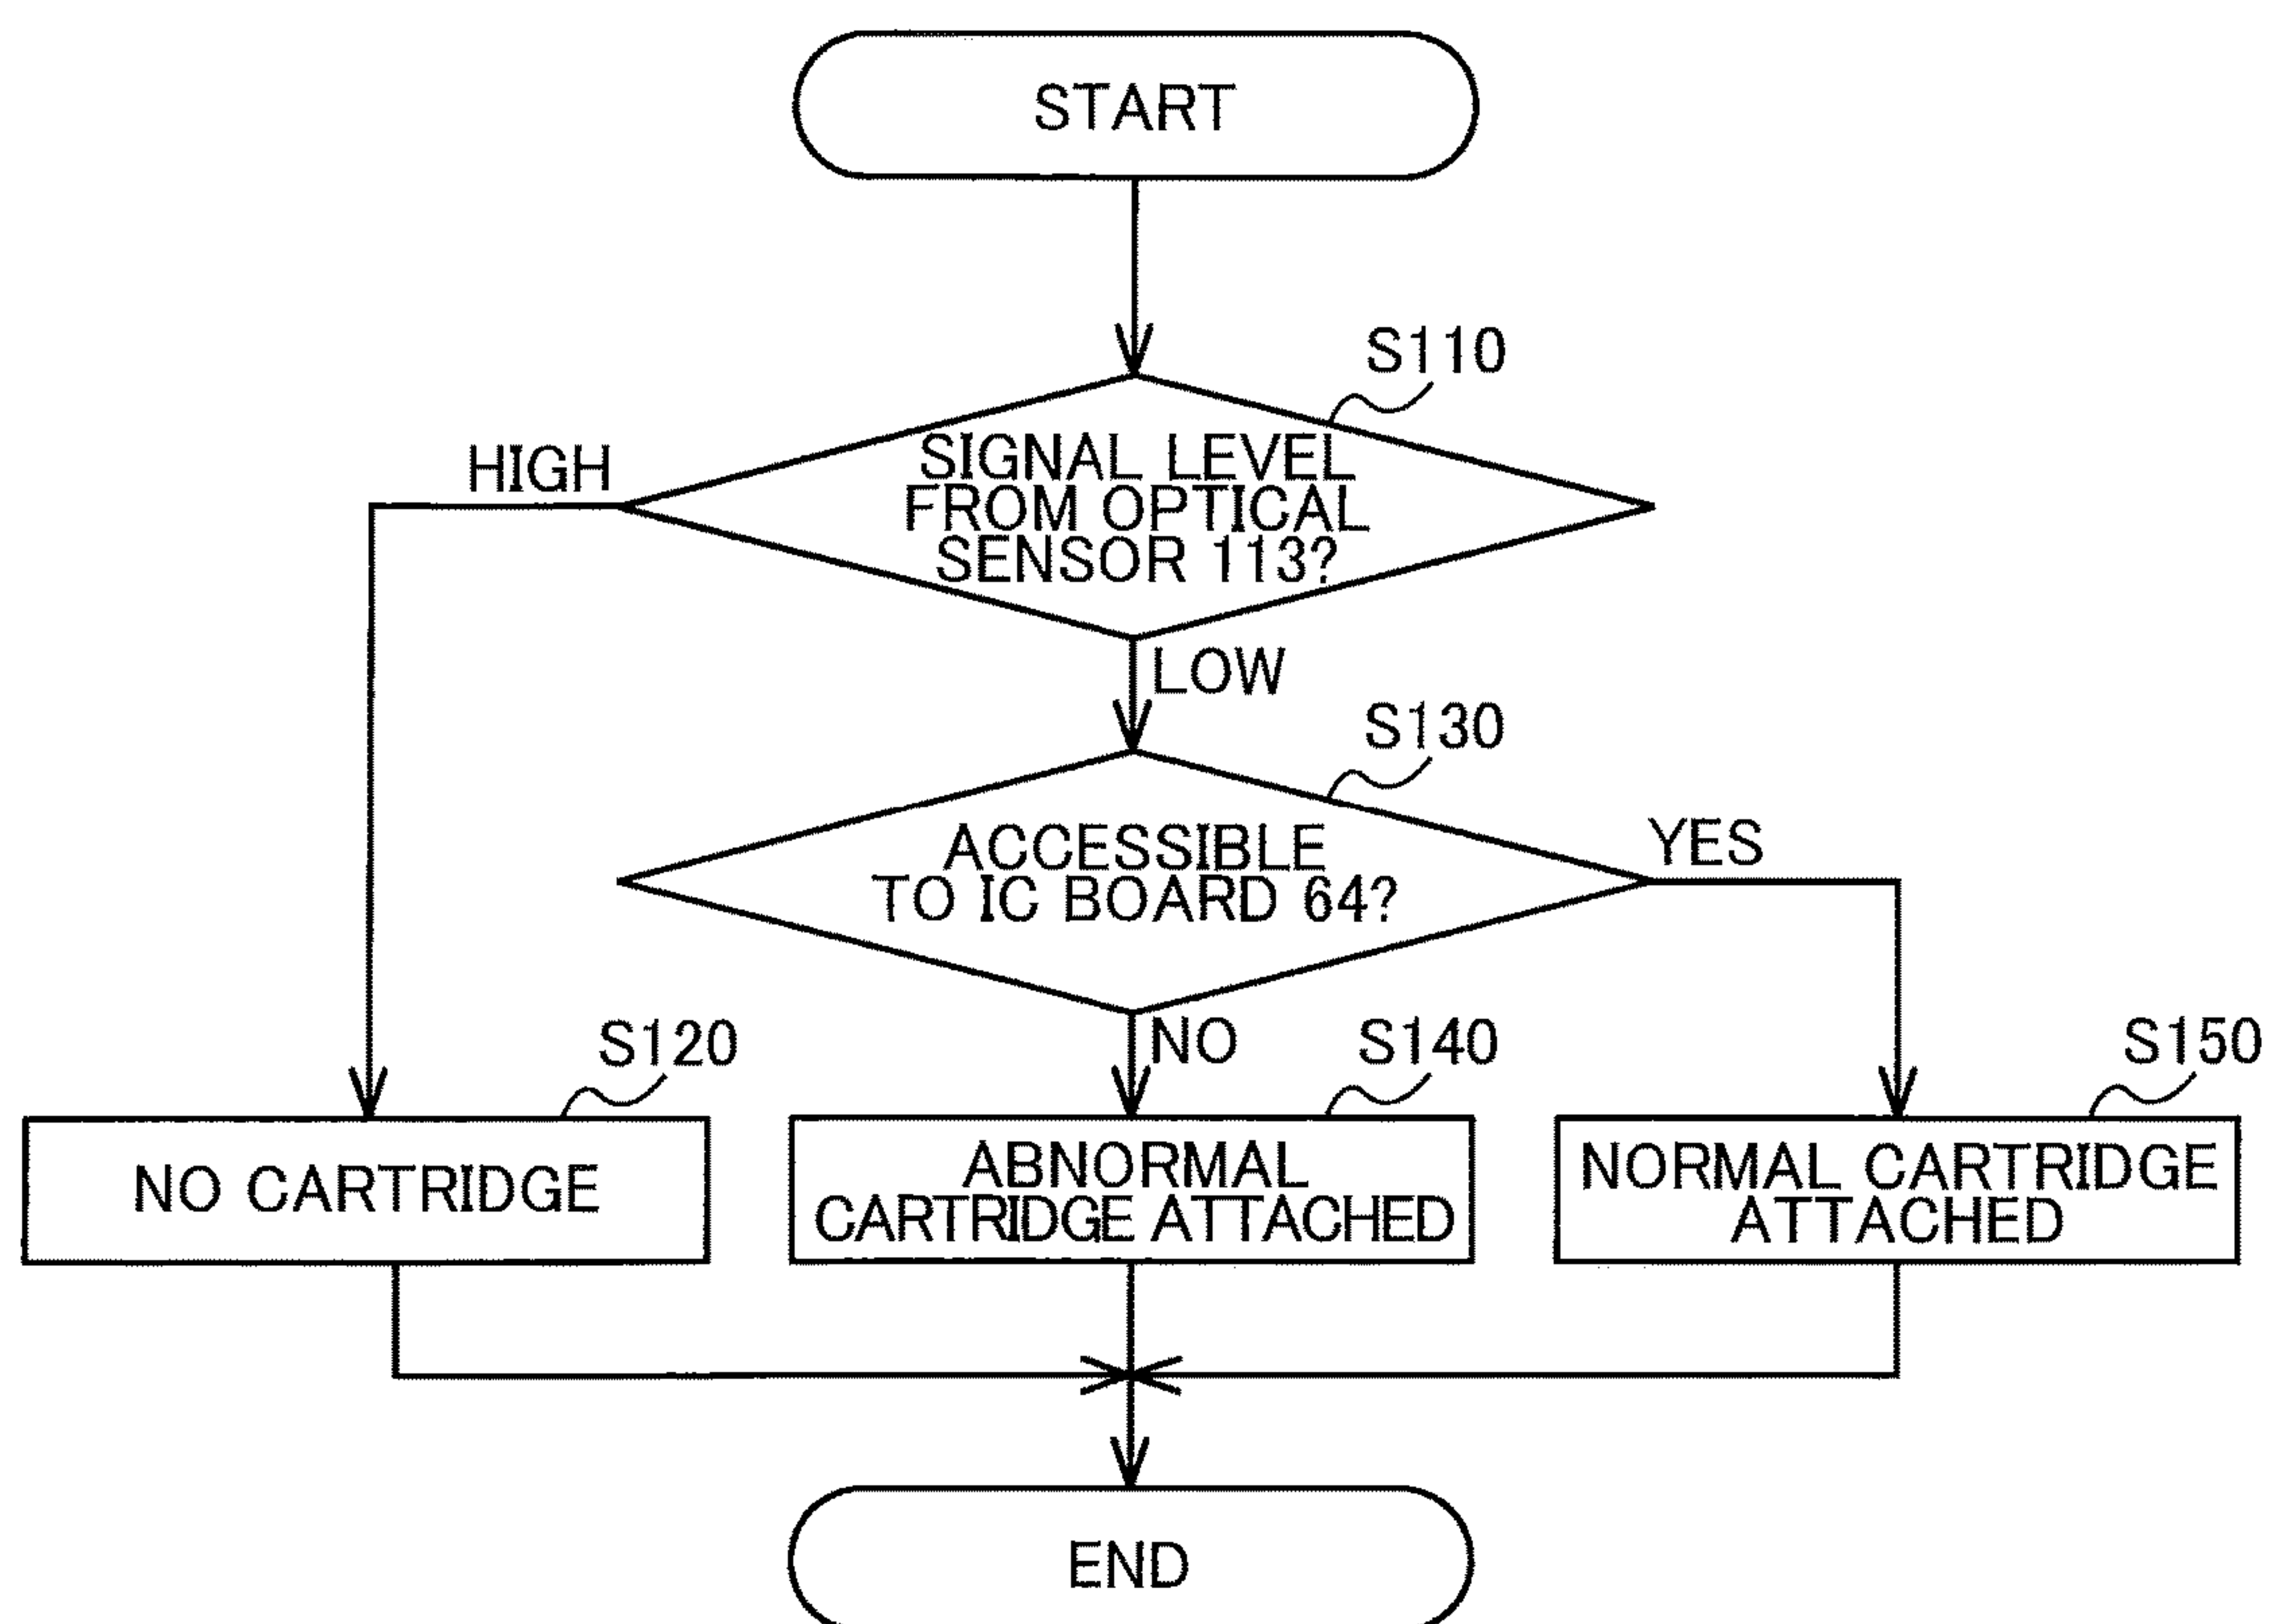 START
S110
HIGH
SIGNAL LEVEL
FROM OPTICAL
SENSOR 113?
LOW
S130
ACCESSIBLE
TO IC BOARD 64?
YES
NO
S120
S140
S150
NO CARTRIDGE
ABNORMAL
CARTRIDGE ATTACHED
NORMAL CARTRIDGE
ATTACHED
END